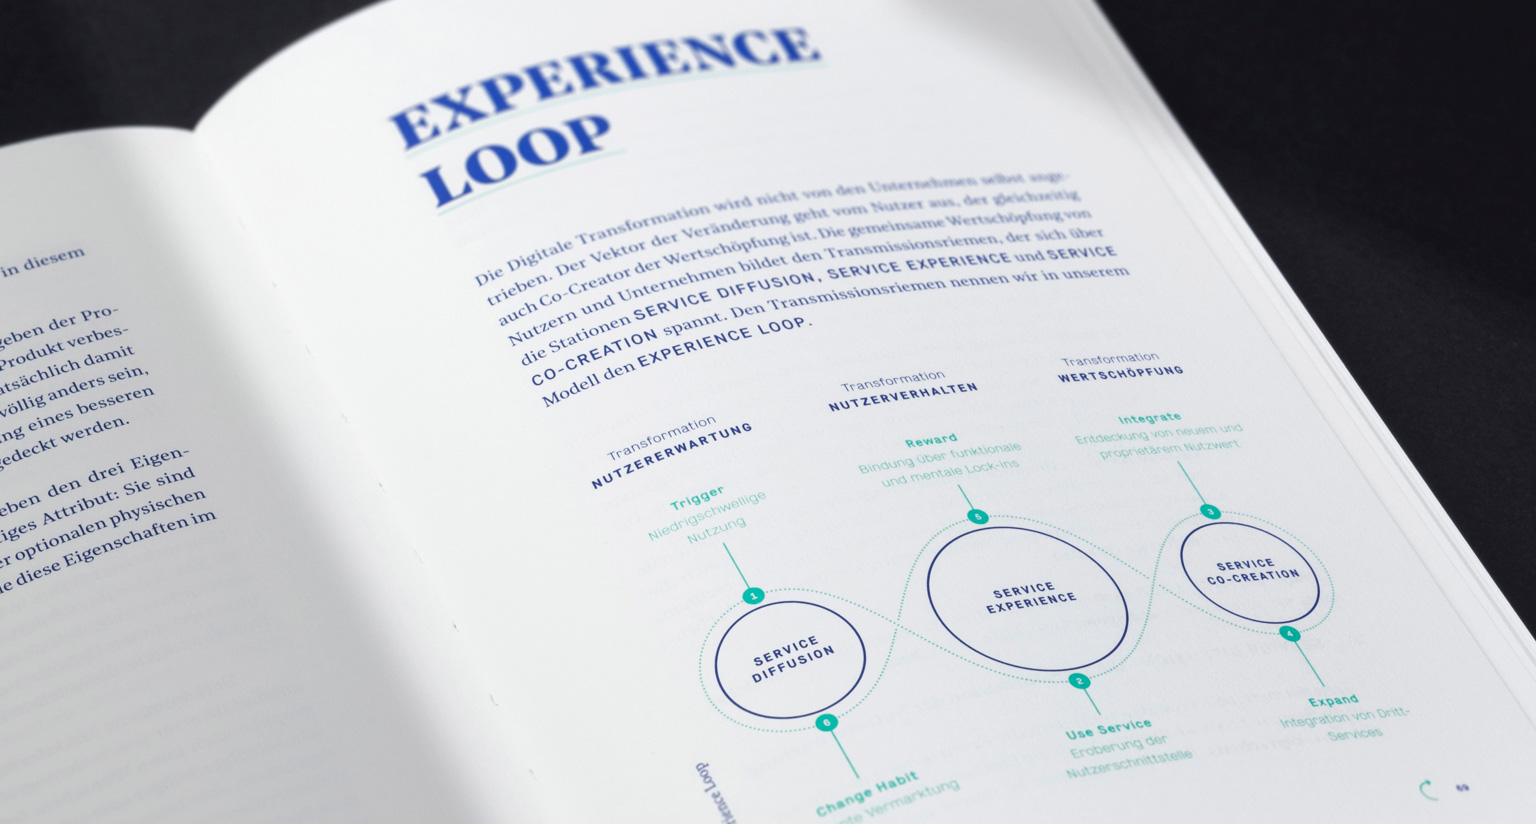 in diesem
geben der Pro-
Produkt verbes-
atsächlich damit
völlig anders sein,
ng eines besseren
gedeckt werden.
eben den drei Eigen-
tiges Attribut: Sie sind
er optionalen physischen
ie diese Eigenschaften im
EXPERIENCE
LOOP
Die Digitale Transformation wird nicht von den Unternehmen selbst ange-
trieben. Der Vektor der Veränderung geht vom Nutzer aus, der gleichzeitig
auch Co-Creator der Wertschöpfung ist. Die gemeinsame Wertschöpfung von
Nutzern und Unternehmen bildet den Transmissionsriemen, der sich über
die Stationen SERVICE DIFFUSION, SERVICE EXPERIENCE und SERVICE
CO-CREATION spannt. Den Transmissionsriemen nennen wir in unserem
Modell den EXPERIENCE LOOP.
Transformation
NUTZERERWARTUNG
Transformation
NUTZERVERHALTEN
Transformation
WERTSCHÖPFUNG
Trigger
Niedrigschwellige
Nutzung
Reward
Bindung über funktionale
und mentale Lock-ins
Integrate
Entdeckung von neuem und
proprietärem Nutzwert
1
5
3
SERVICE
DIFFUSION
SERVICE
EXPERIENCE
SERVICE
CO-CREATION
6
2
4
Change Habit
nte Vermarktung
Use Service
Eroberung der
Nutzerschnittstelle
Expand
Integration von Dritt-
Services
rience Loop
69